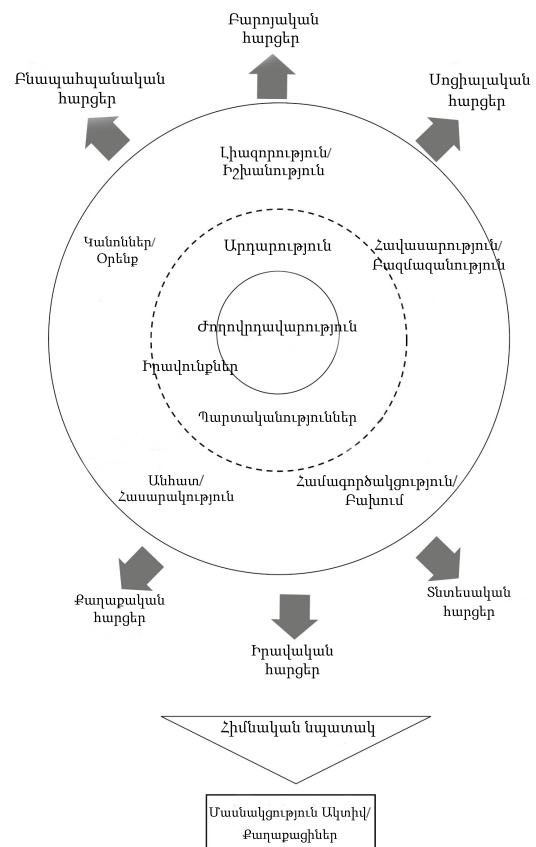 Բարոյական
հարցեր
Բնապահպանական
հարցեր
Սոցիալական
հարցեր
Լիազորություն/
Իշխանություն
Կանոններ/
Օրենք
Արդարություն
Հավասարություն/
Բազմազանություն
Ժողովրդավարություն
Իրավունքներ
Պարտականություններ
Անհատ/
Հասարակություն
Համագործակցություն/
Բախում
Քաղաքական
հարցեր
Իրավական
հարցեր
Տնտեսական
հարցեր
Հիմնական նպատակ
Մասնակցություն Ակտիվ/
Քաղաքացիներ